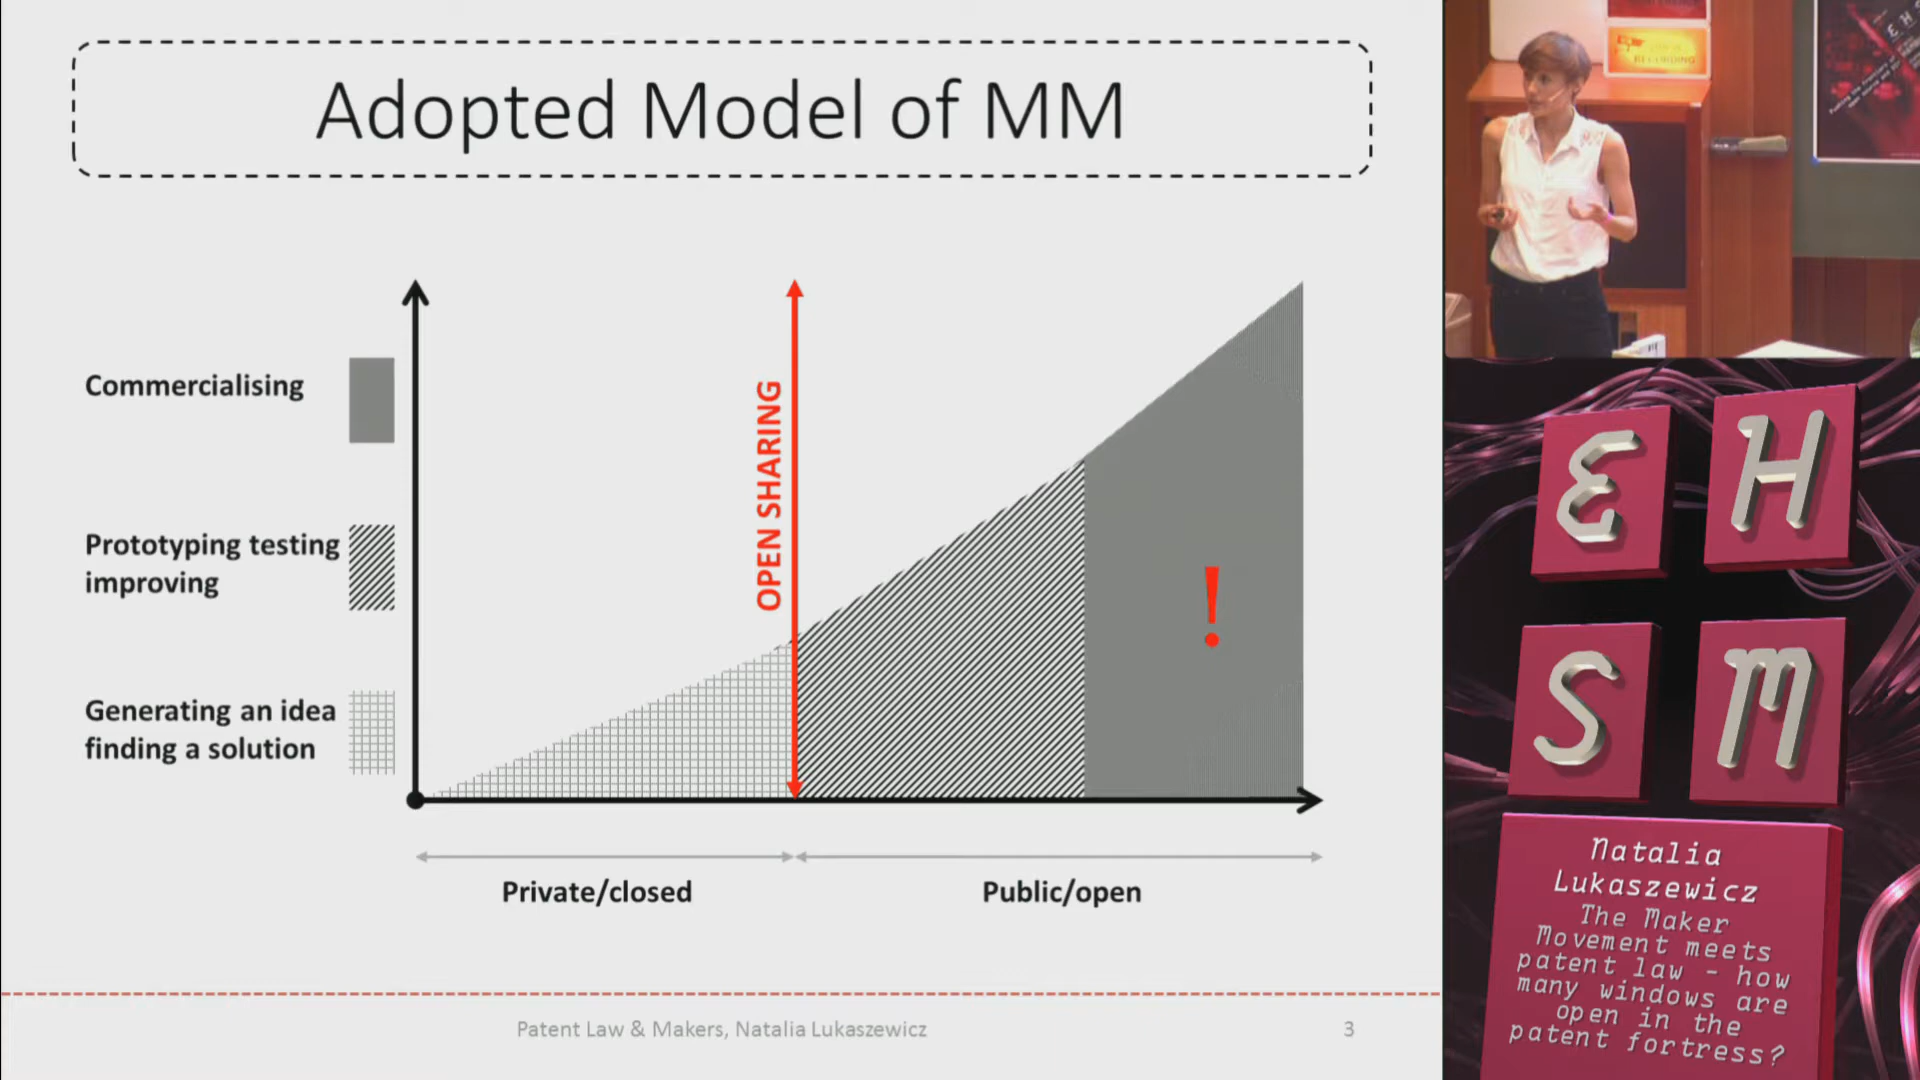 Adopted Model of MM
Commercialising
Prototyping testing
improving
Generating an idea
finding a solution
OPEN SHARING
!
Private/closed
Public/open
Patent Law & Makers, Natalia Lukaszewicz
3
RECORDING
E H
S M
Natalia
Lukaszewicz
The Maker
Movement meets
patent law - how
many windows are
open in the
patent fortress?